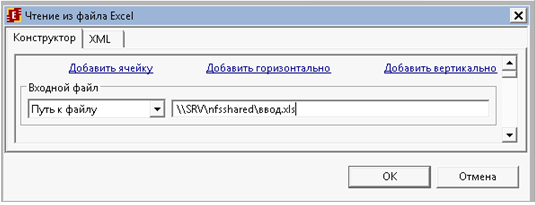 Чтение из файла Excel
Конструктор XML
Добавить ячейку Добавить горизонтально Добавить вертикально
Входной файл
Путь к файлу \\SRV\nfsshared\ввод.xls
OK Отмена